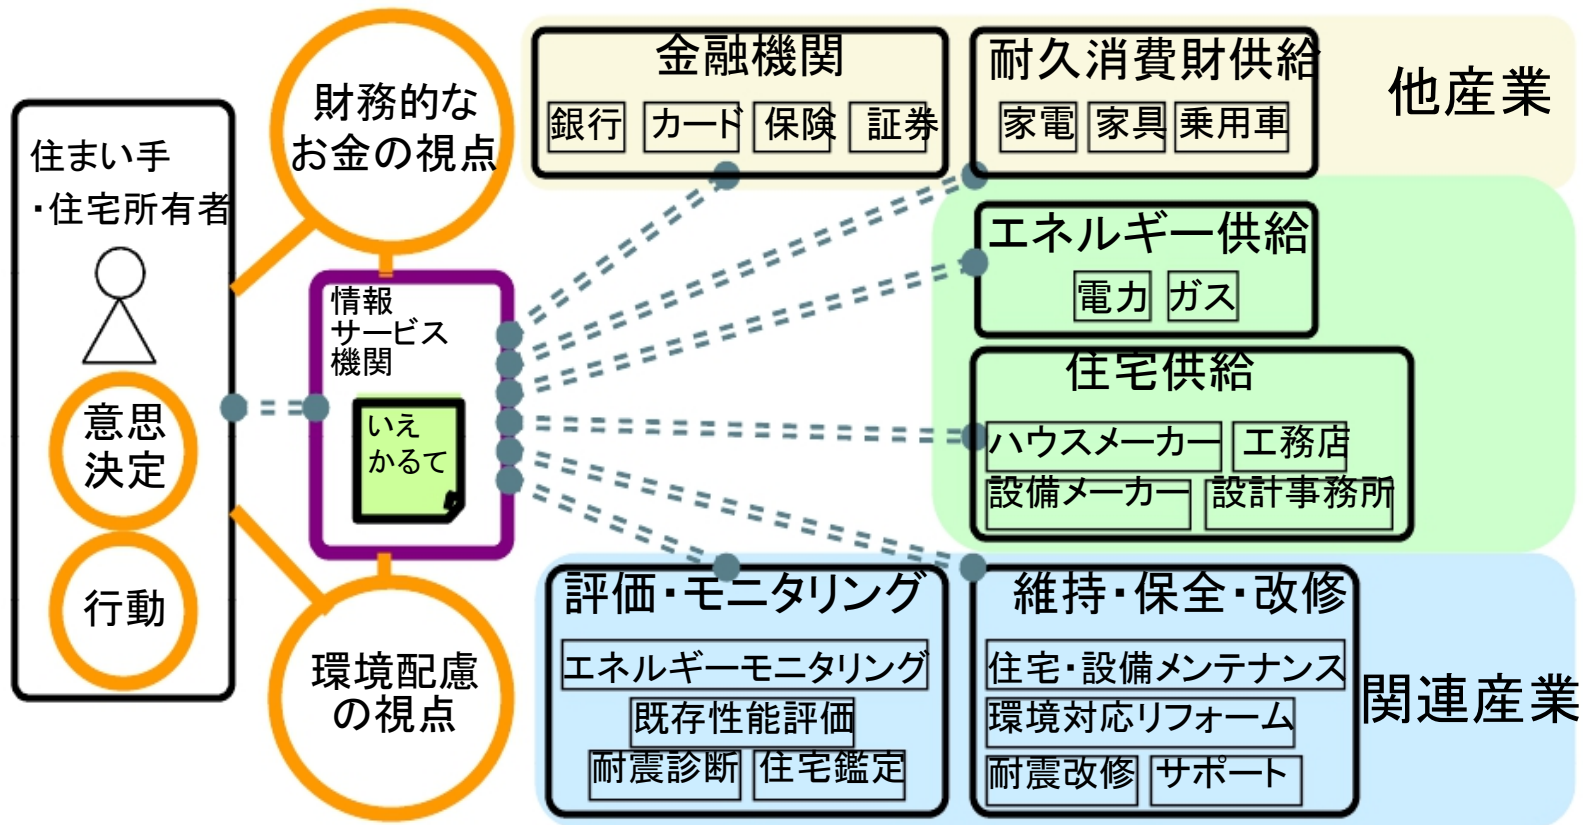 住まい手
・住宅所有者
意思
決定
行動
財務的な
お金の視点
情報
サービス
機関
いえ
かるて
環境配慮
の視点
金融機関
銀行 カード 保険 証券
耐久消費財供給
家電 家具 乗用車
他産業
エネルギー供給
電力 ガス
住宅供給
ハウスメーカー 工務店
設備メーカー 設計事務所
評価・モニタリング
エネルギーモニタリング
既存性能評価
耐震診断 住宅鑑定
維持・保全・改修
住宅・設備メンテナンス
環境対応リフォーム
耐震改修 サポート
関連産業